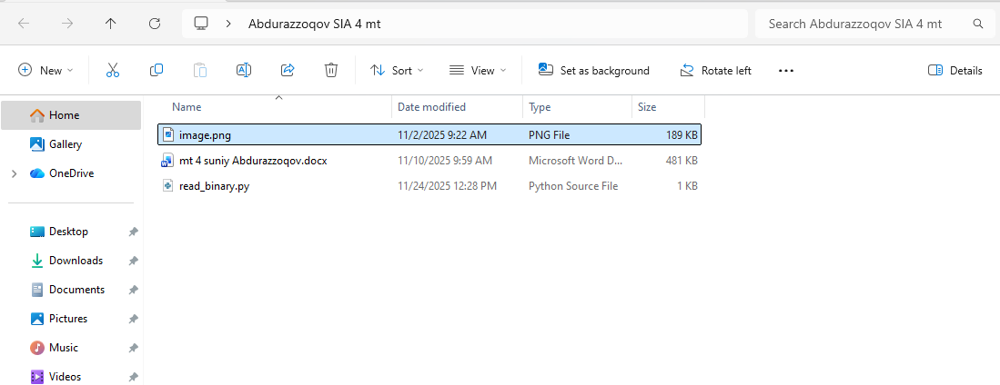 Abdurazzoqov SIA 4 mt
Search Abdurazzoqov SIA 4 mt
New
Sort
View
Set as background
Rotate left
Details
Home
Gallery
OneDrive
Desktop
Downloads
Documents
Pictures
Music
Videos
Name Date modified Type Size
image.png 11/2/2025 9:22 AM PNG File 189 KB
mt 4 suniy Abdurazzoqov.docx 11/10/2025 9:59 AM Microsoft Word D... 481 KB
read_binary.py 11/24/2025 12:28 PM Python Source File 1 KB